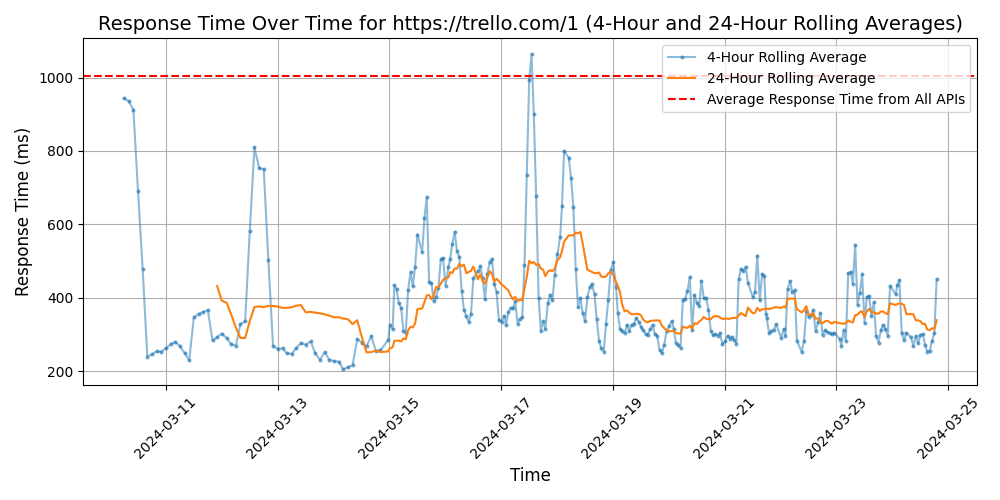 Response Time Over Time for https://trello.com/1 (4-Hour and 24-Hour Rolling Averages)
4-Hour Rolling Average
24-Hour Rolling Average
Average Response Time from All APIs
Response Time (ms)
1000
800
600
400
200
2024-03-11
2024-03-13
2024-03-15
2024-03-17
2024-03-19
2024-03-21
2024-03-23
2024-03-25
Time